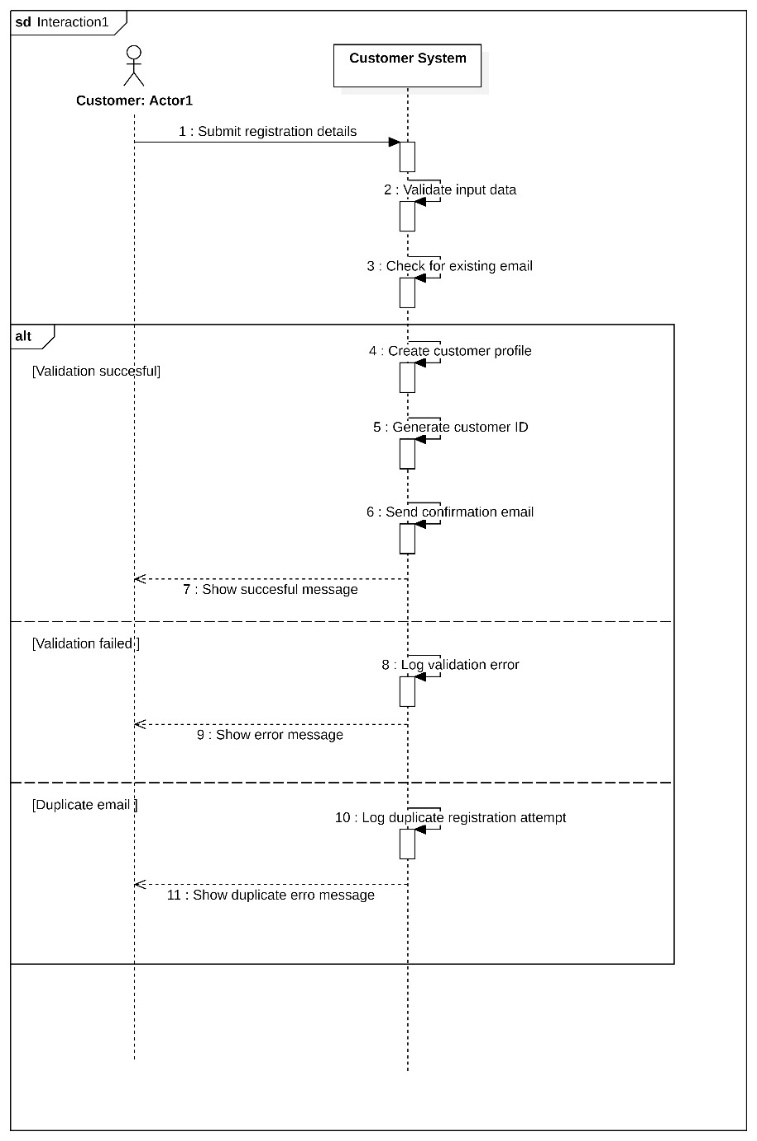 sd Interaction1
Customer: Actor1
Customer System
1 : Submit registration details
2 : Validate input data
3 : Check for existing email
alt
4 : Create customer profile
[Validation succesful]
5 : Generate customer ID
6 : Send confirmation email
7 : Show succesful message
[Validation failed ]
8 : Log validation error
9 : Show error message
[Duplicate email ]
10 : Log duplicate registration attempt
11 : Show duplicate erro message